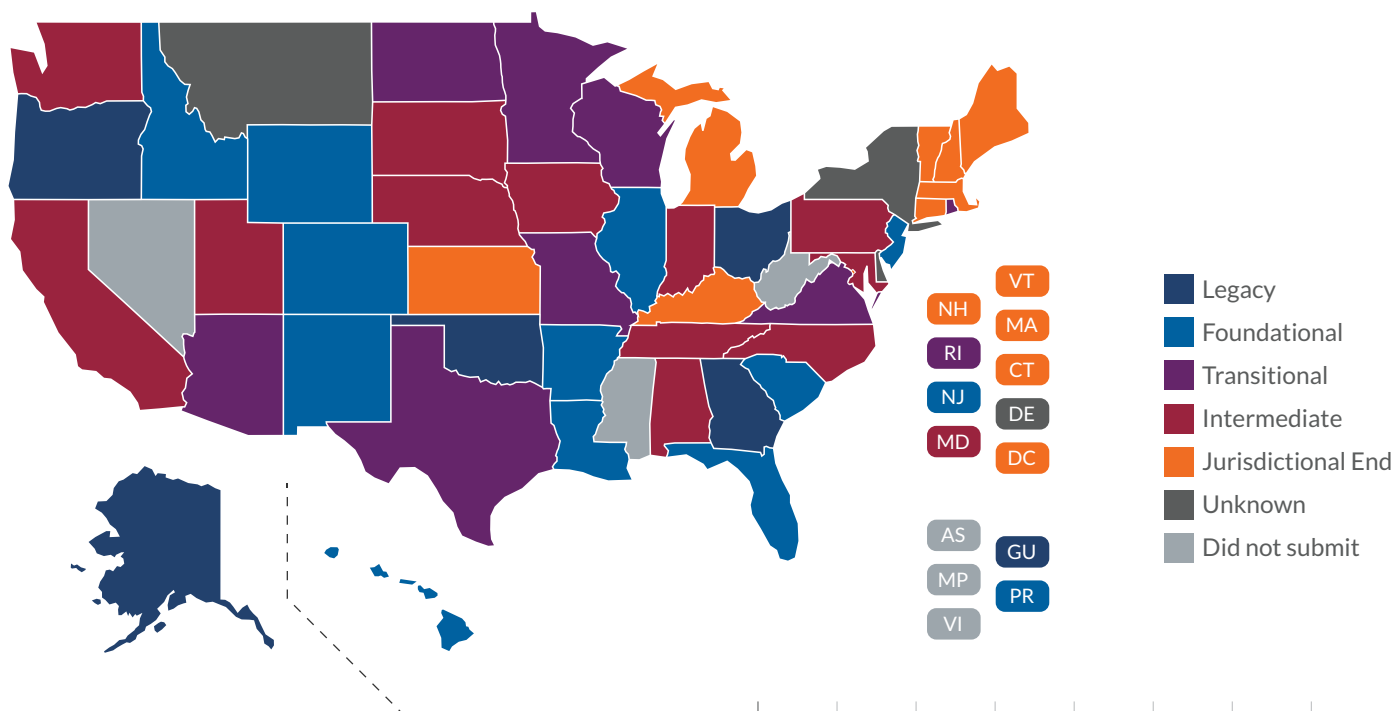 VT
NH
MA
RI
CT
NJ
DE
MD
DC
AS
GU
MP
PR
VI
Legacy
Foundational
Transitional
Intermediate
Jurisdictional End
Unknown
Did not submit